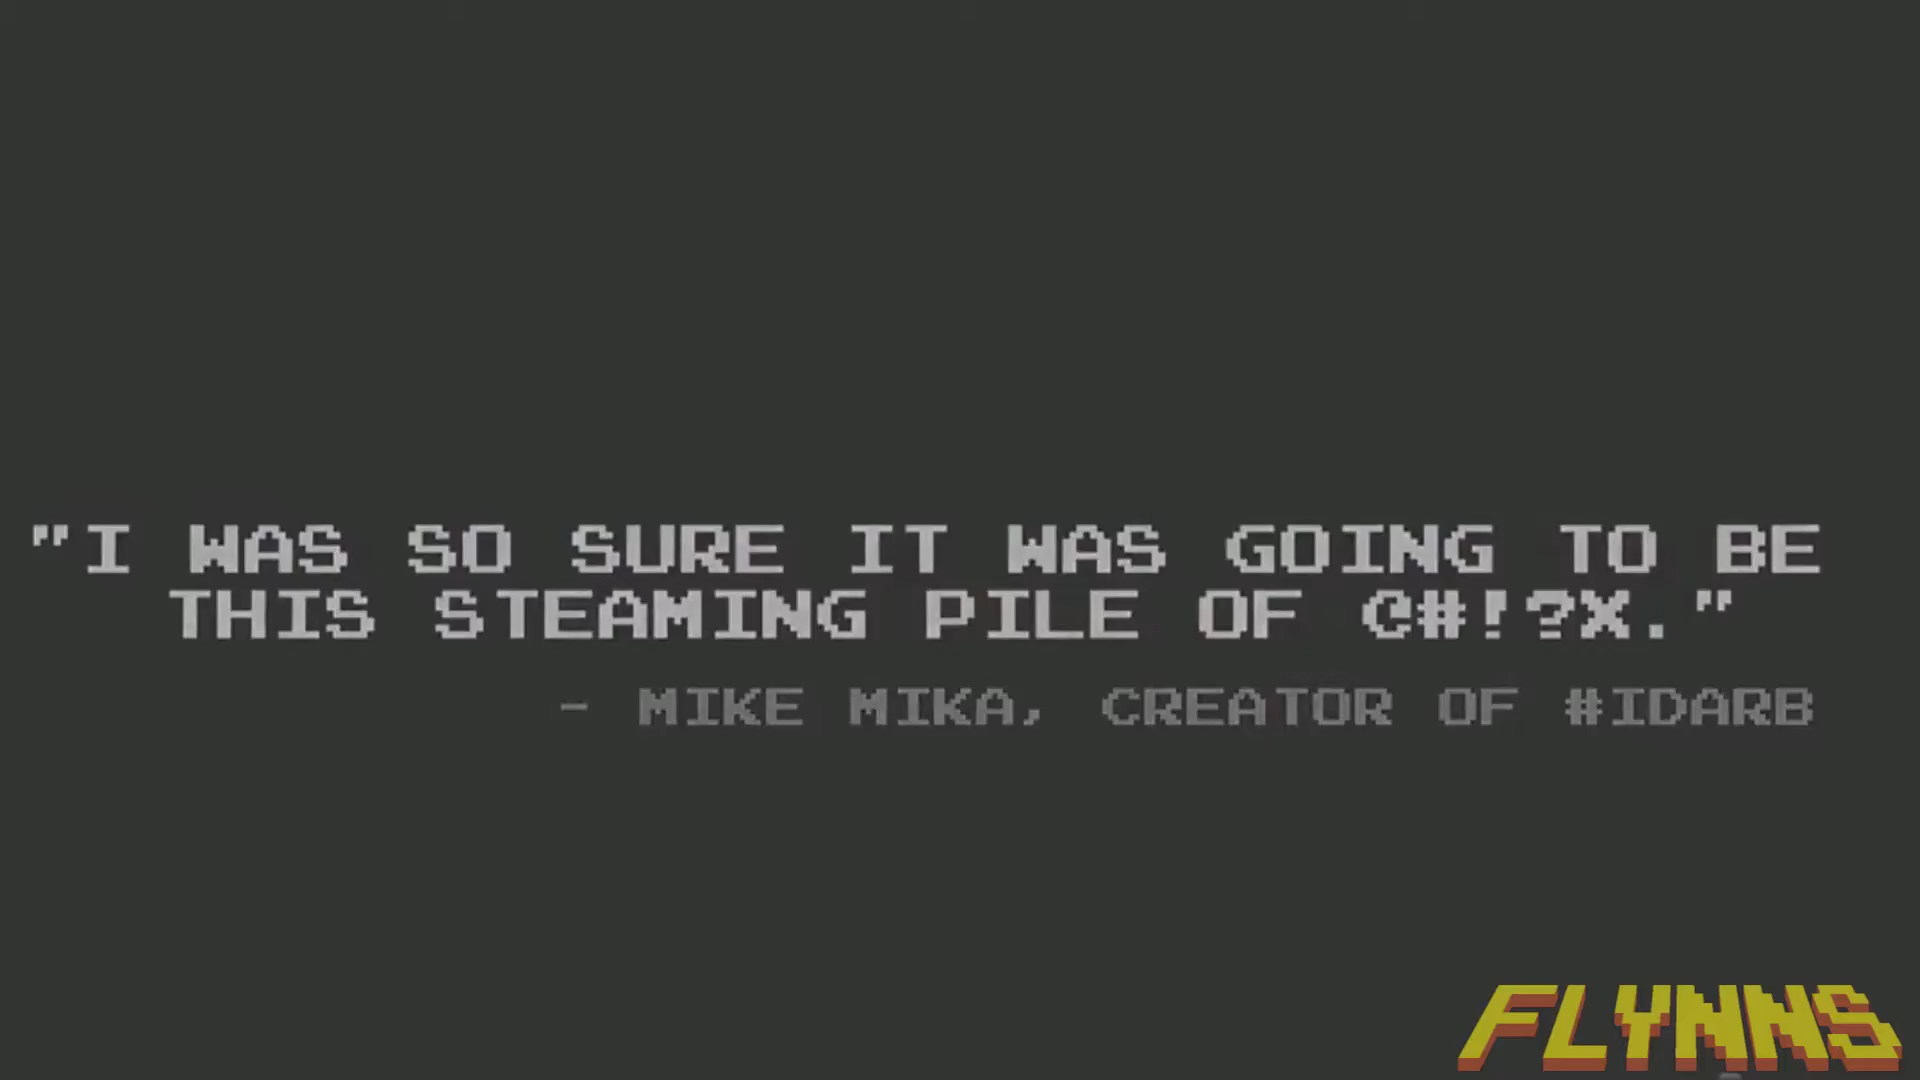 "I WAS SO SURE IT WAS GOING TO BE
THIS STEAMING PILE OF @#!?X."
- MIKE MIKA, CREATOR OF #IDARB
FLYNNS